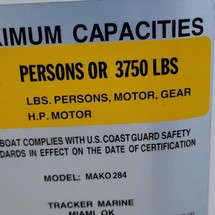 XIMUM CAPACITIES
PERSONS OR 3750 LBS
LBS. PERSONS, MOTOR, GEAR
H.P. MOTOR
BOAT COMPLIES WITH U.S. COAST GUARD SAFETY
DARDS IN EFFECT ON THE DATE OF CERTIFICATION
MODEL: MAKO 284
TRACKER MARINE
MIAMI, OK